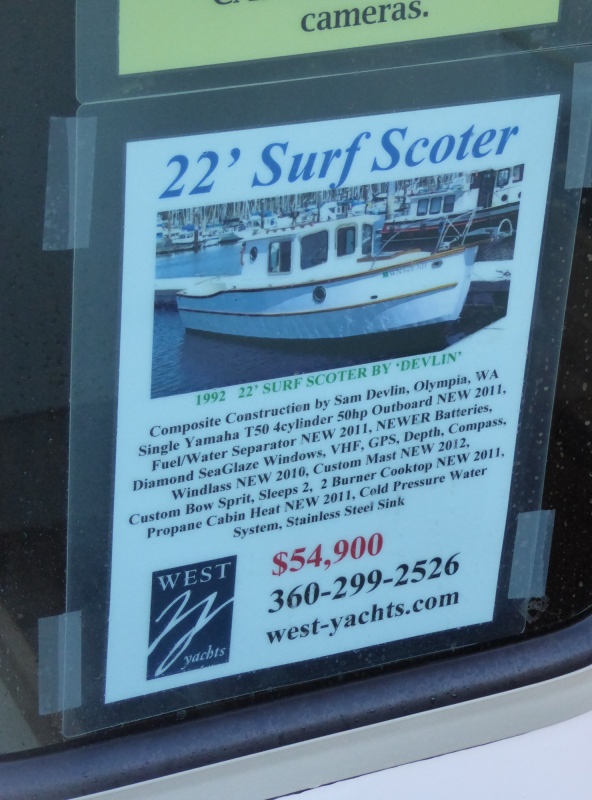 cameras.
22’ Surf Scoter
1992 22’ SURF SCOTER BY ‘DEVLIN’
Composite Construction by Sam Devlin, Olympia, WA
Single Yamaha T50 4cylinder 50hp Outboard NEW 2011,
Fuel/Water Separator NEW 2011, NEWER Batteries,
Diamond SeaGlaze Windows, VHF, GPS, Depth, Compass,
Windlass NEW 2010, Custom Mast NEW 2012,
Custom Bow Sprit, Sleeps 2, 2 Burner Cooktop NEW 2011,
Propane Cabin Heat NEW 2011, Cold Pressure Water
System, Stainless Steel Sink
$54,900
360-299-2526
west-yachts.com
WEST
yachts